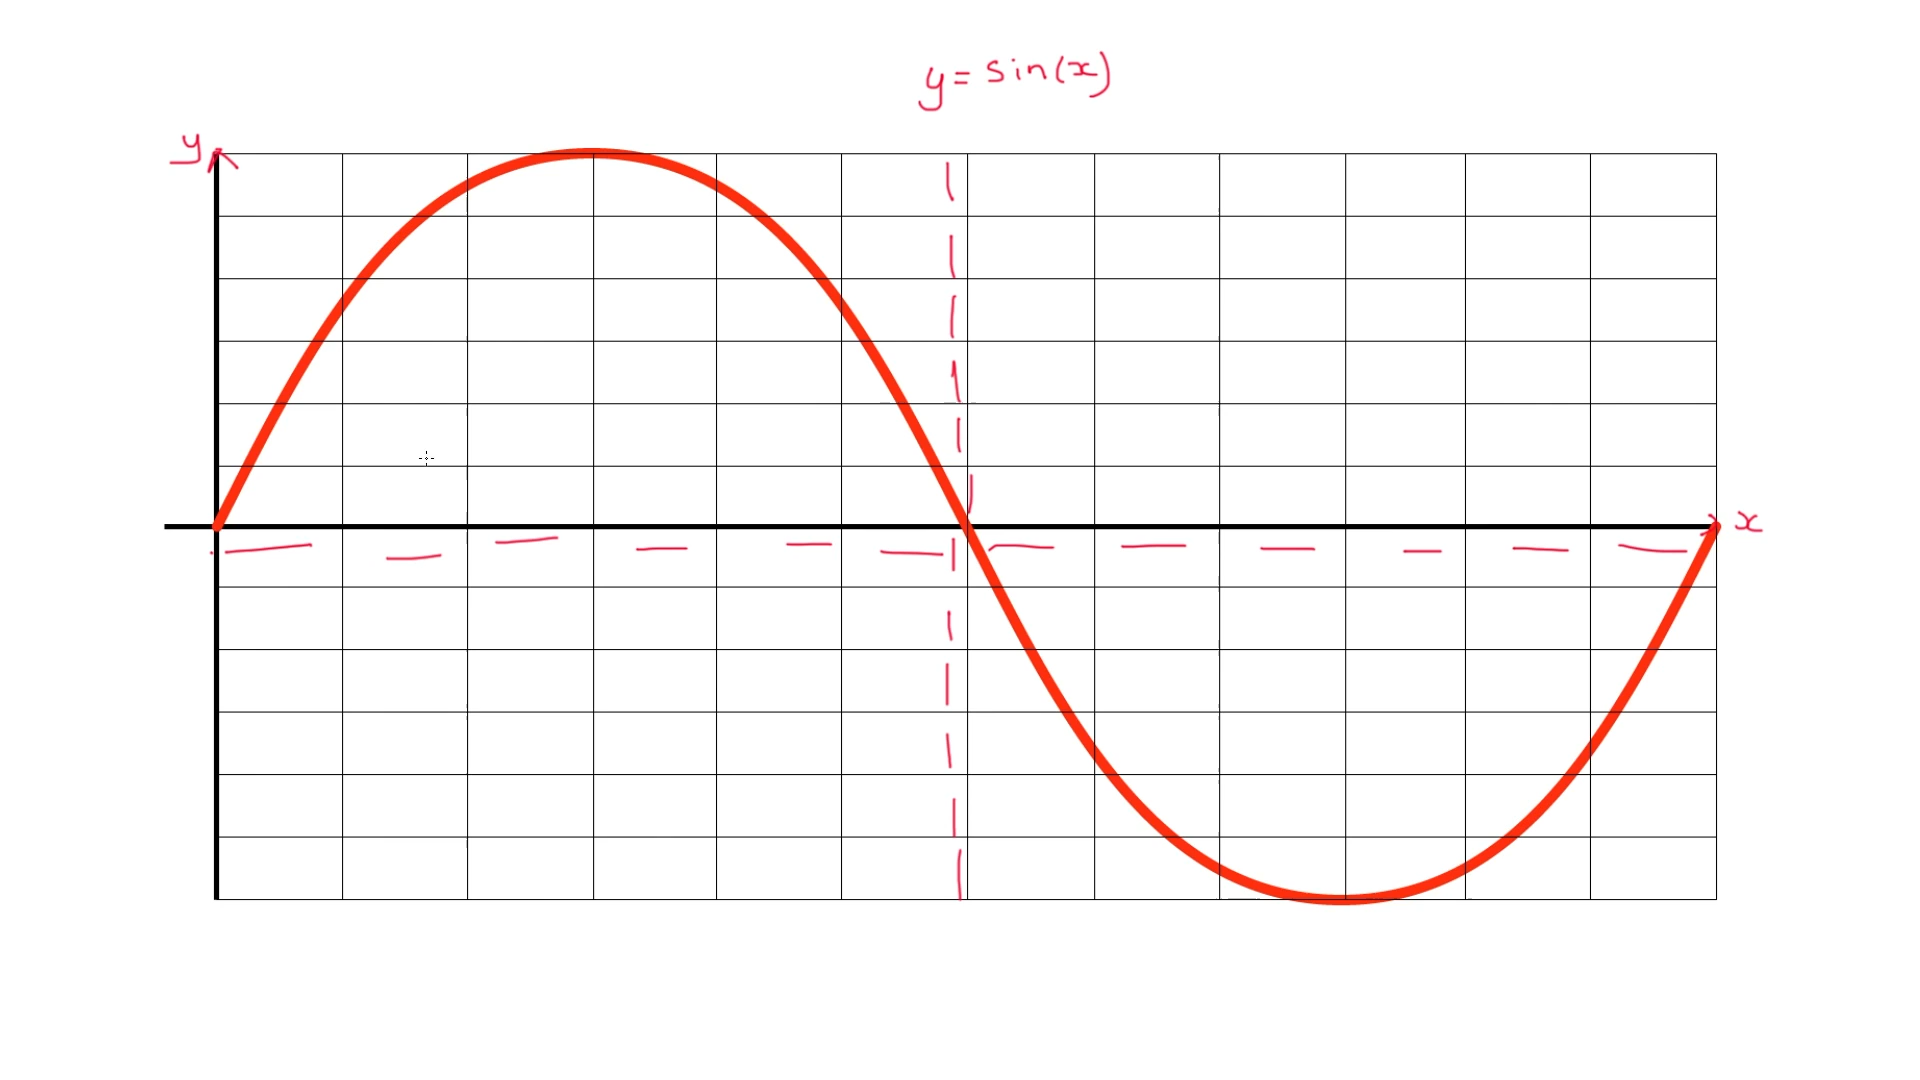 y = sin(x)
y
x